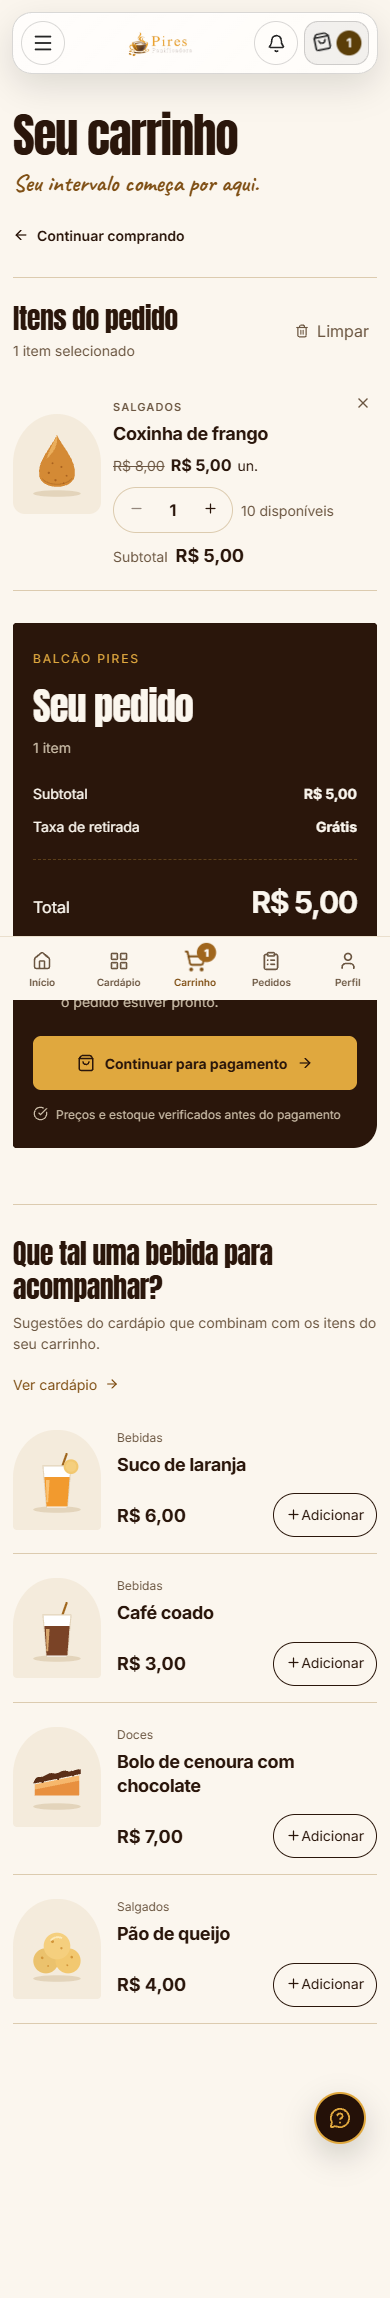 Pires
1
Seu carrinho
Seu intervalo começa por aqui.
Continuar comprando
Itens do pedido
1 item selecionado
Limpar
SALGADOS
Coxinha de frango
R$ 8,00 R$ 5,00 un.
1
10 disponíveis
Subtotal R$ 5,00
BALCÃO PIRES
Seu pedido
1 item
Subtotal R$ 5,00
Taxa de retirada Grátis
Total R$ 5,00
1
Início Cardápio Carrinho Pedidos Perfil
o pedido estiver pronto.
Continuar para pagamento
Preços e estoque verificados antes do pagamento
Que tal uma bebida para
acompanhar?
Sugestões do cardápio que combinam com os itens do
seu carrinho.
Ver cardápio
Bebidas
Suco de laranja
R$ 6,00
Adicionar
Bebidas
Café coado
R$ 3,00
Adicionar
Doces
Bolo de cenoura com
chocolate
R$ 7,00
Adicionar
Salgados
Pão de queijo
R$ 4,00
Adicionar